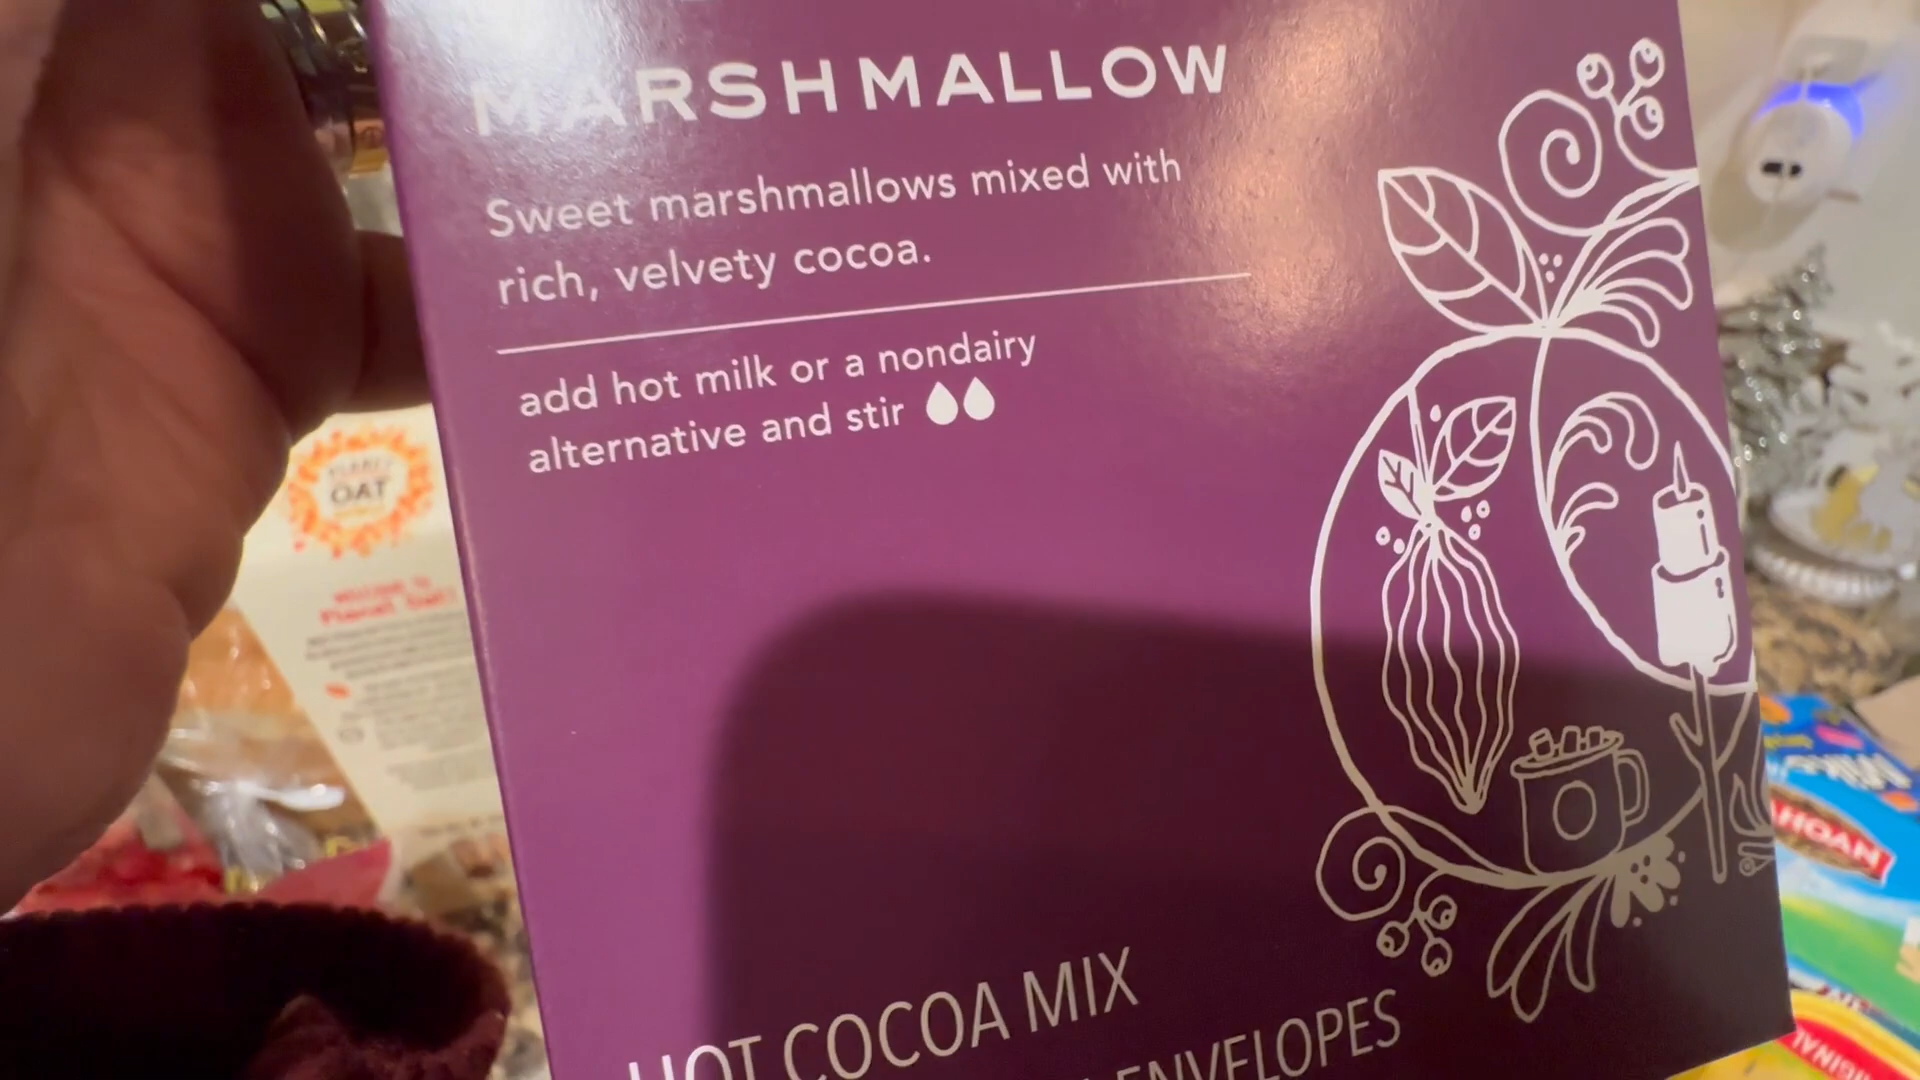 MARSHMALLOW
Sweet marshmallows mixed with
rich, velvety cocoa.
add hot milk or a nondairy
alternative and stir
HOT COCOA MIX
ENVELOPES
OAT
AHOAN